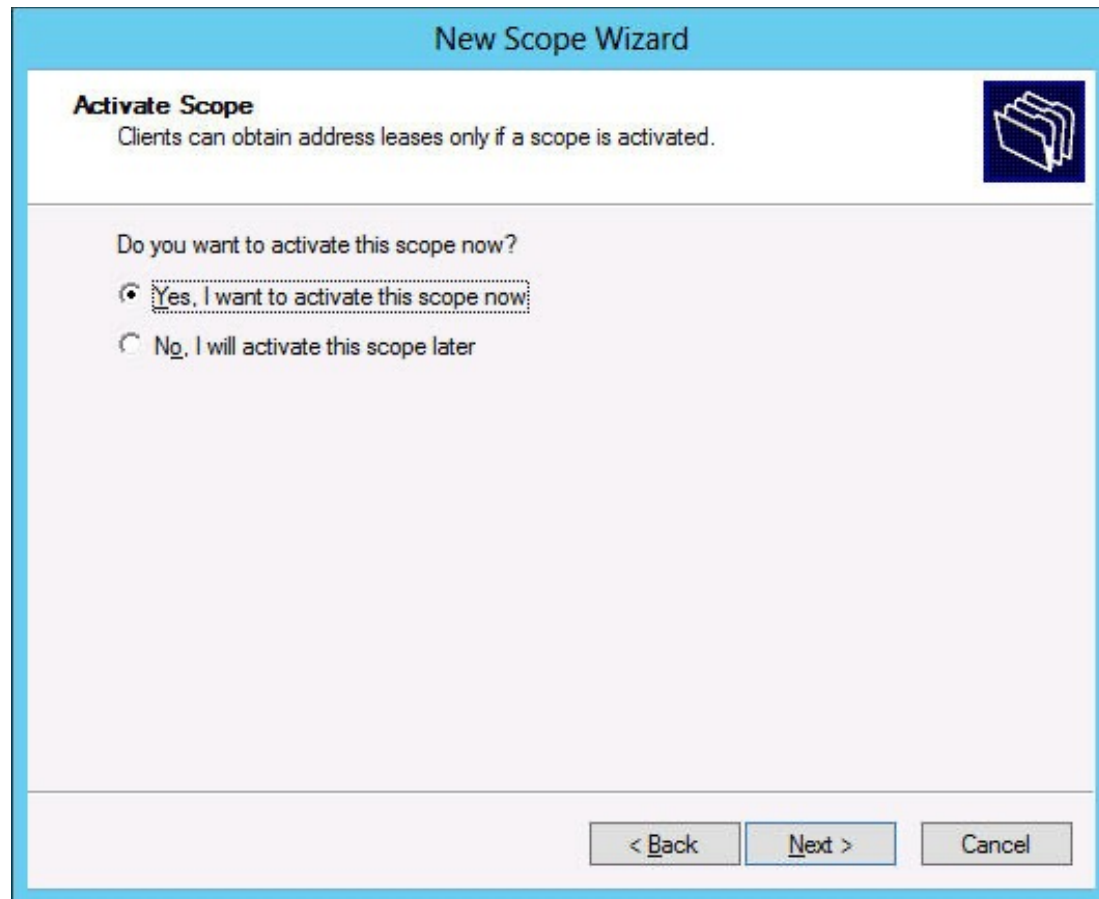 New Scope Wizard
Activate Scope
Clients can obtain address leases only if a scope is activated.
Do you want to activate this scope now?
Yes, I want to activate this scope now
No, I will activate this scope later
< Back
Next >
Cancel